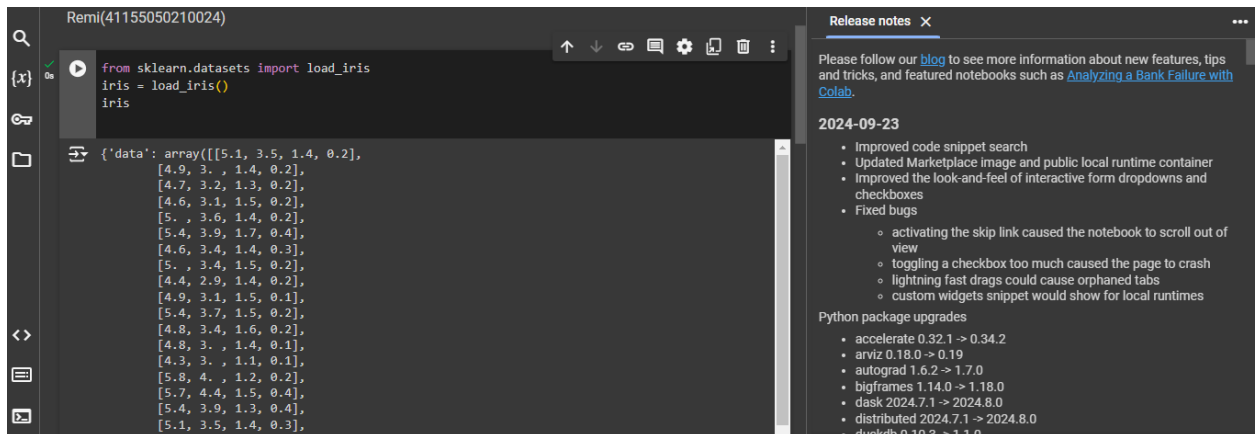 Remi(41155050210024)
{x}
0s
from sklearn.datasets import load_iris
iris = load_iris()
iris
{'data': array([[5.1, 3.5, 1.4, 0.2],
[4.9, 3. , 1.4, 0.2],
[4.7, 3.2, 1.3, 0.2],
[4.6, 3.1, 1.5, 0.2],
[5. , 3.6, 1.4, 0.2],
[5.4, 3.9, 1.7, 0.4],
[4.6, 3.4, 1.4, 0.3],
[5. , 3.4, 1.5, 0.2],
[4.4, 2.9, 1.4, 0.2],
[4.9, 3.1, 1.5, 0.1],
[5.4, 3.7, 1.5, 0.2],
[4.8, 3.4, 1.6, 0.2],
[4.8, 3. , 1.4, 0.1],
[4.3, 3. , 1.1, 0.1],
[5.8, 4. , 1.2, 0.2],
[5.7, 4.4, 1.5, 0.4],
[5.4, 3.9, 1.3, 0.4],
[5.1, 3.5, 1.4, 0.3],
Release notes
Please follow our blog to see more information about new features, tips
and tricks, and featured notebooks such as Analyzing a Bank Failure with
Colab.
2024-09-23
Improved code snippet search
Updated Marketplace image and public local runtime container
Improved the look-and-feel of interactive form dropdowns and
checkboxes
Fixed bugs
activating the skip link caused the notebook to scroll out of
view
toggling a checkbox too much caused the page to crash
lightning fast drags could cause orphaned tabs
custom widgets snippet would show for local runtimes
Python package upgrades
accelerate 0.32.1 -> 0.34.2
arviz 0.18.0 -> 0.19
autograd 1.6.2 -> 1.7.0
bigframes 1.14.0 -> 1.18.0
dask 2024.7.1 -> 2024.8.0
distributed 2024.7.1 -> 2024.8.0
duckdb 0.10.3 -> 1.1.0